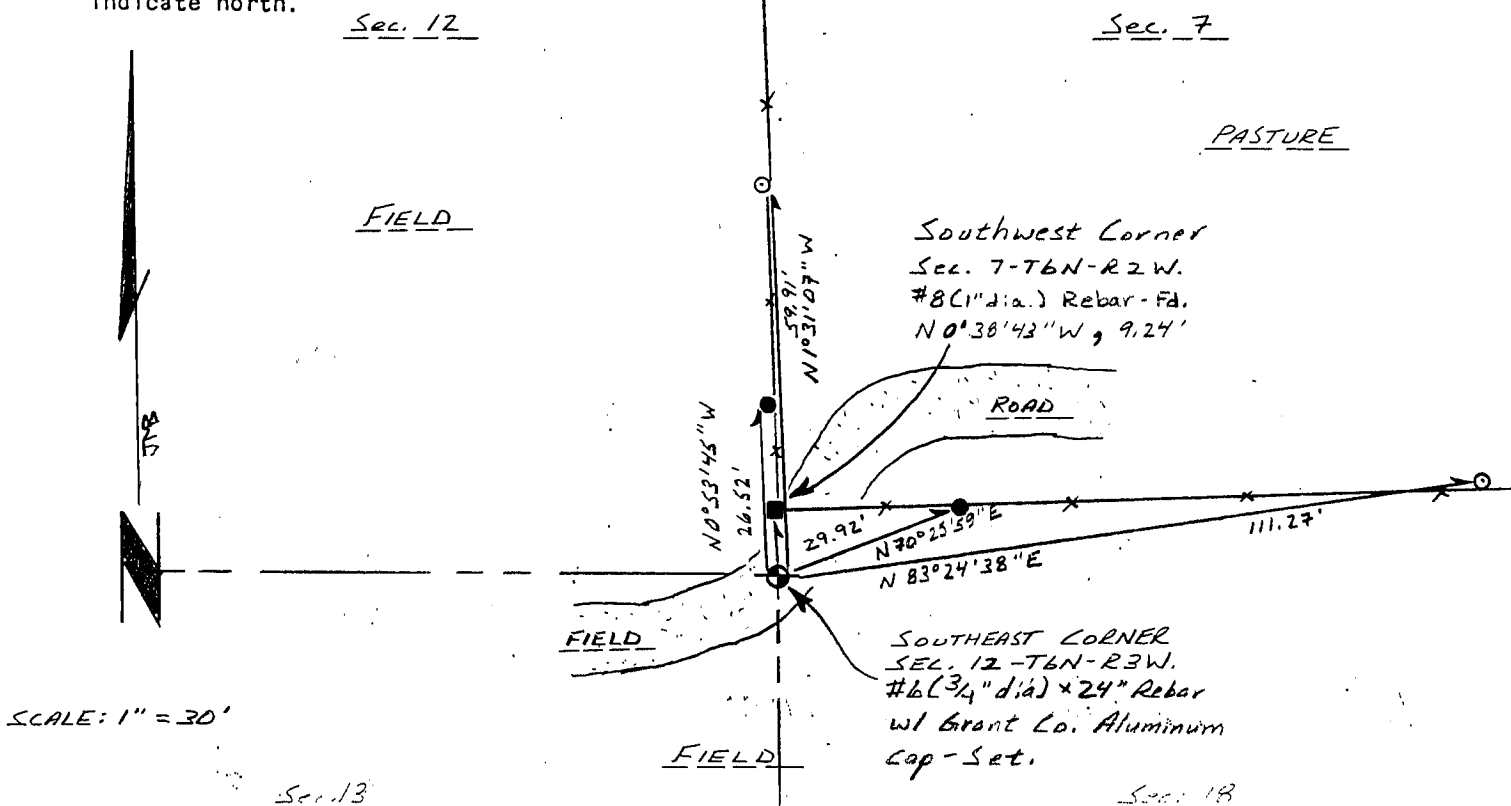 indicate north.
Sec. 12
Sec. 7
PASTURE
FIELD
Southwest Corner
Sec. 7-T6N-R2W.
#8(1"dia.) Rebar-Fd.
N0°38'43"W, 9.24'
N1°31'03"W
59.91'
ROAD
N0°53'45"W
26.52'
29.92'
N70°25'59"E
111.27'
N 83°24'38"E
FIELD
SOUTHEAST CORNER
SEC. 12-T6N-R3W.
#6(3/4"dia) x 24" Rebar
w/ Grant Co. Aluminum
Cap-Set.
SCALE: 1" = 30'
FIELD
Sec. 13
Sec. 18